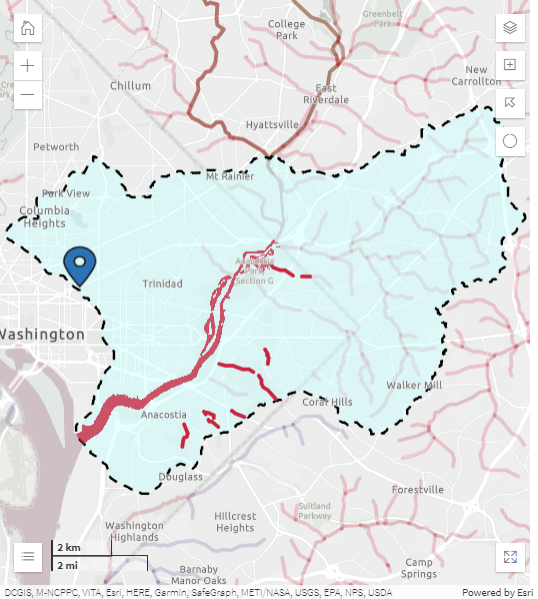 College
Park
Greenbelt
Park
New
Carrollton
Chillum
East
Riverdale
Hyattsville
Petworth
Mt Rainier
Park View
Columbia
Heights
Anacostia
Park
Section G
Trinidad
Washington
Walker Mill
Coral Hills
Anacostia
Douglass
Forestville
Suitland
Parkway
Hillcrest
Heights
Washington
Highlands
2 km
2 mi
Camp
Springs
Barnaby
Manor Oaks
DCGIS, M-NCPPC, VITA, Esri, HERE, Garmin, SafeGraph, METI/NASA, USGS, EPA, NPS, USDA
Powered by Esri